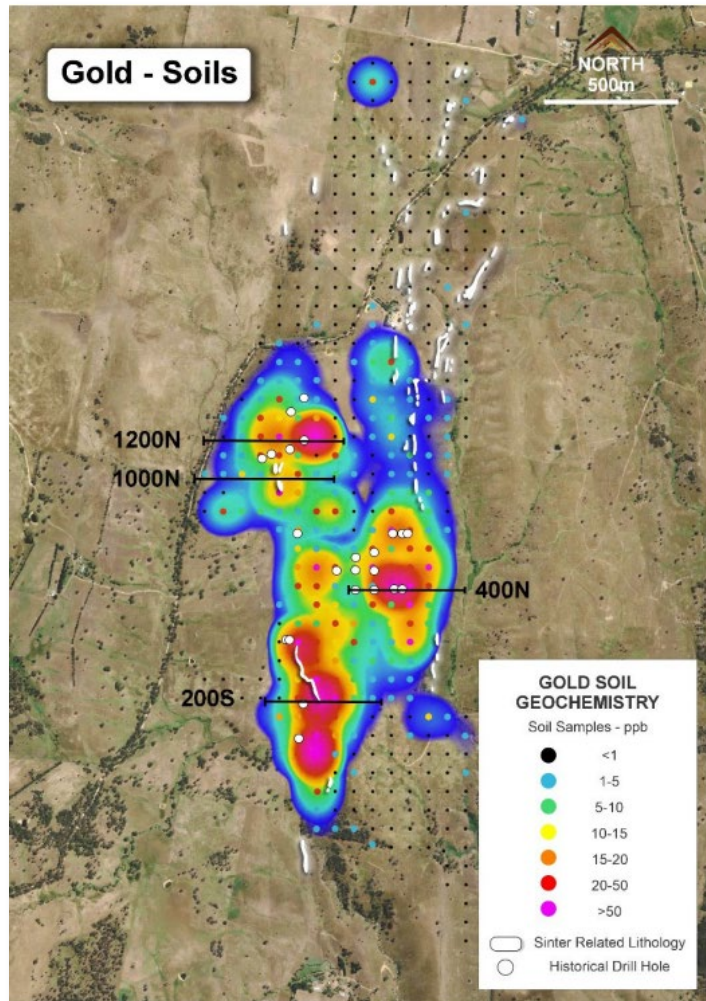 Gold - Soils
NORTH
500m
1200N
1000N
400N
200S
GOLD SOIL
GEOCHEMISTRY
Soil Samples - ppb
<1
1-5
5-10
10-15
15-20
20-50
>50
Sinter Related Lithology
Historical Drill Hole